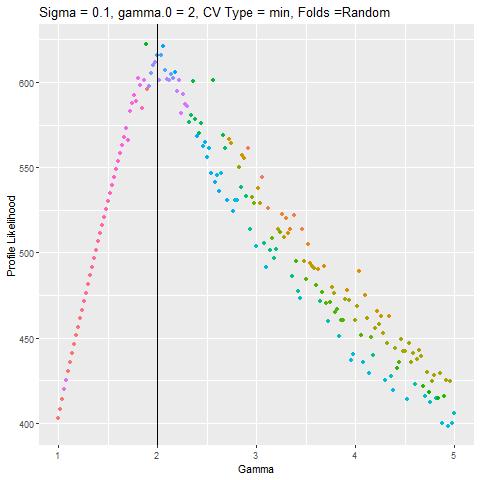 Sigma = 0.1, gamma.0 = 2, CV Type = min, Folds =Random
Profile Likelihood
600
550
500
450
400
1 2 3 4 5
Gamma